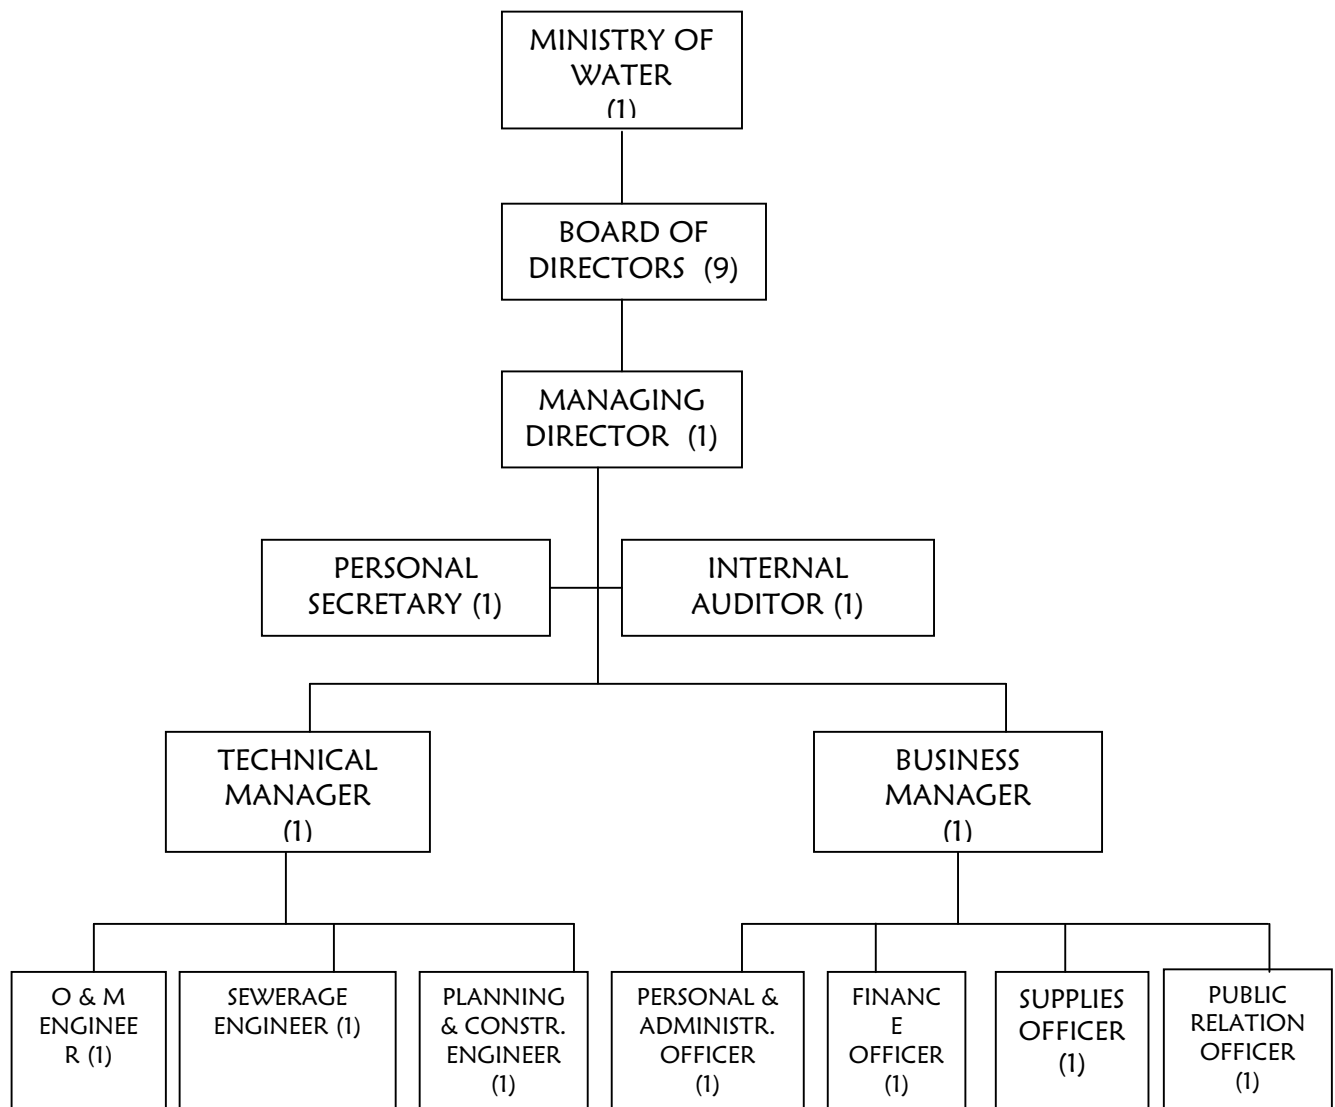 MINISTRY OF
WATER
(1)
BOARD OF
DIRECTORS (9)
MANAGING
DIRECTOR (1)
PERSONAL
SECRETARY (1)
INTERNAL
AUDITOR (1)
TECHNICAL
MANAGER
(1)
BUSINESS
MANAGER
(1)
O & M
ENGINEE
R (1)
SEWERAGE
ENGINEER (1)
PLANNING
& CONSTR.
ENGINEER
(1)
PERSONAL &
ADMINISTR.
OFFICER
(1)
FINANC
E
OFFICER
(1)
SUPPLIES
OFFICER
(1)
PUBLIC
RELATION
OFFICER
(1)